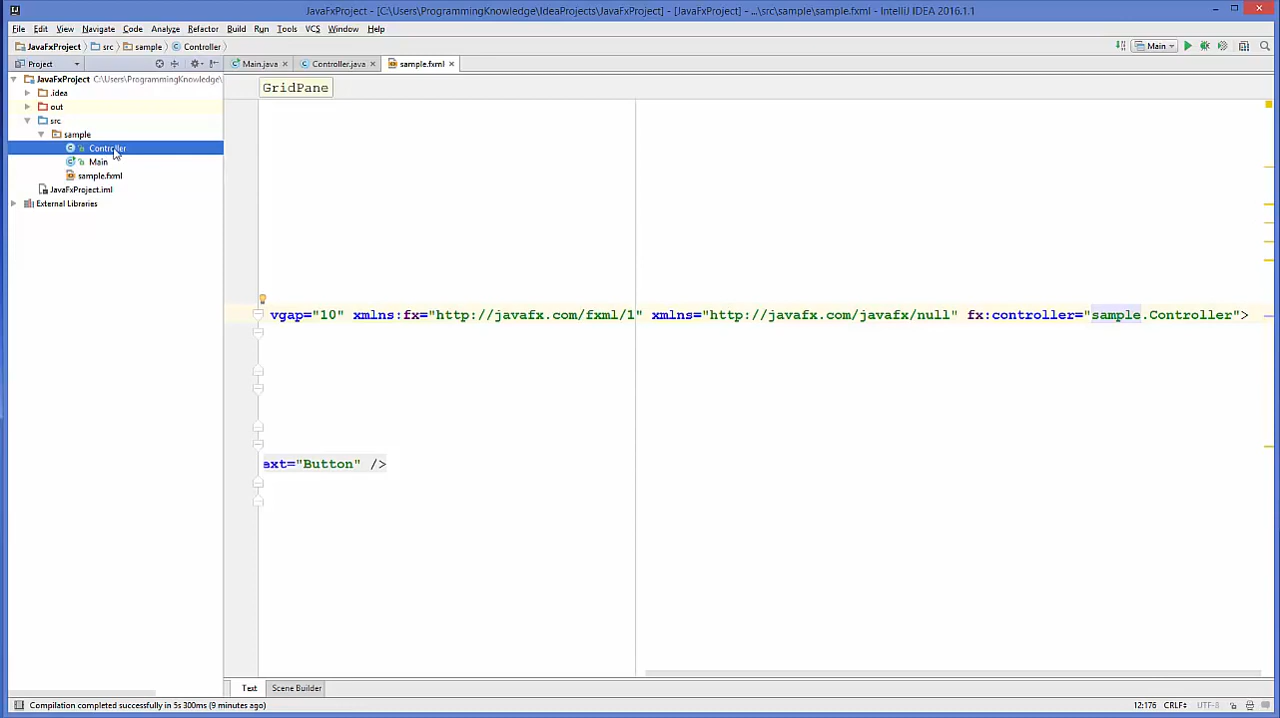 JavaFxProject - [C:\Users\ProgrammingKnowledge\IdeaProjects\JavaFxProject] - [JavaFxProject] - ...\src\sample\sample.fxml - IntelliJ IDEA 2016.1.1
File Edit View Navigate Code Analyze Refactor Build Run Tools VCS Window Help
JavaFxProject src sample Controller
Main
Project
Main.java Controller.java sample.fxml
JavaFxProject C:\Users\ProgrammingKnowledge\
GridPane
.idea
out
src
sample
Controller
Main
sample.fxml
JavaFxProject.iml
External Libraries
vgap="10" xmlns:fx="http://javafx.com/fxml/1" xmlns="http://javafx.com/javafx/null" fx:controller="sample.Controller">
ext="Button" />
Text Scene Builder
Compilation completed successfully in 5s 300ms (9 minutes ago)
12:176 CRLF UTF-8